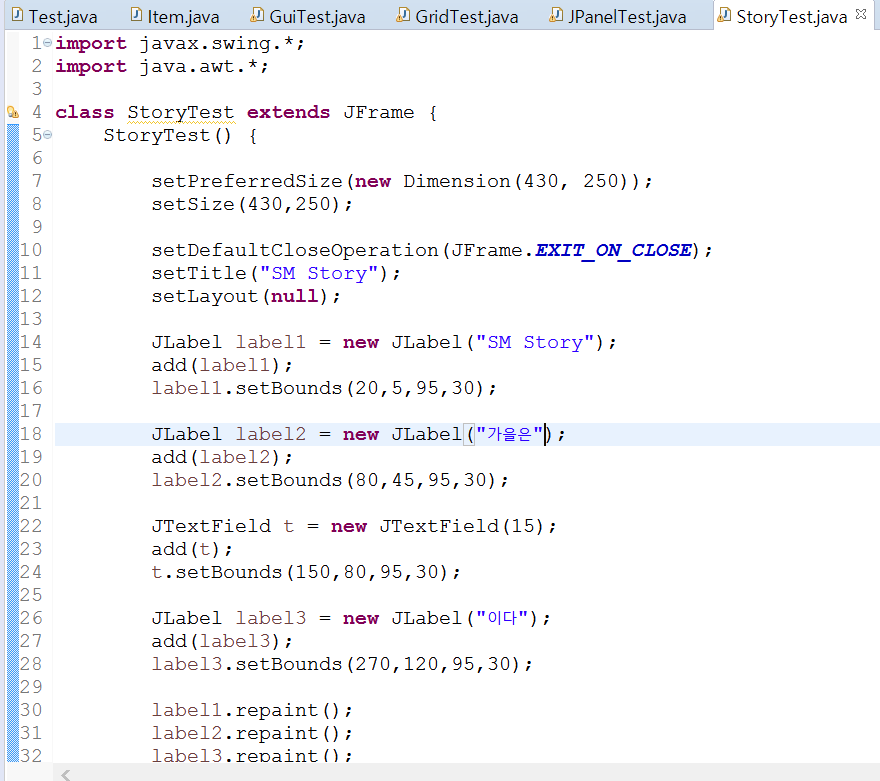 Test.java Item.java GuiTest.java GridTest.java JPanelTest.java StoryTest.java
1 import javax.swing.*;
2 import java.awt.*;
3
4 class StoryTest extends JFrame {
5 StoryTest() {
6
7 setPreferredSize(new Dimension(430, 250));
8 setSize(430,250);
9
10 setDefaultCloseOperation(JFrame.EXIT_ON_CLOSE);
11 setTitle("SM Story");
12 setLayout(null);
13
14 JLabel label1 = new JLabel("SM Story");
15 add(label1);
16 label1.setBounds(20,5,95,30);
17
18 JLabel label2 = new JLabel("가을은");
19 add(label2);
20 label2.setBounds(80,45,95,30);
21
22 JTextField t = new JTextField(15);
23 add(t);
24 t.setBounds(150,80,95,30);
25
26 JLabel label3 = new JLabel("이다");
27 add(label3);
28 label3.setBounds(270,120,95,30);
29
30 label1.repaint();
31 label2.repaint();
32 label3.repaint();